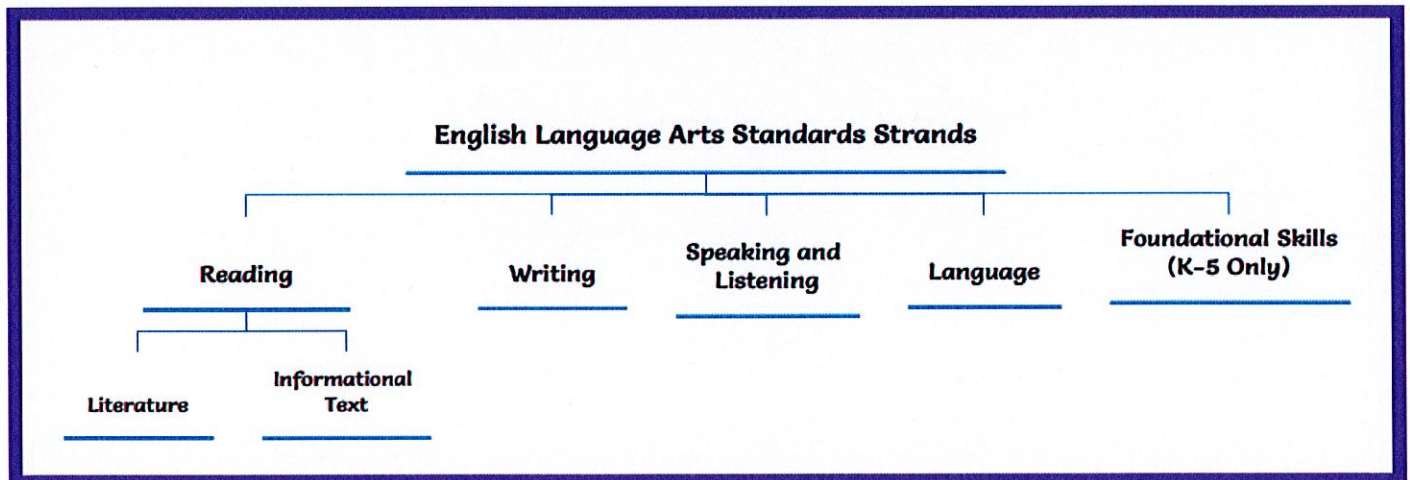 English Language Arts Standards Strands
Reading
Writing
Speaking and
Listening
Language
Foundational Skills
(K-5 Only)
Literature
Informational
Text